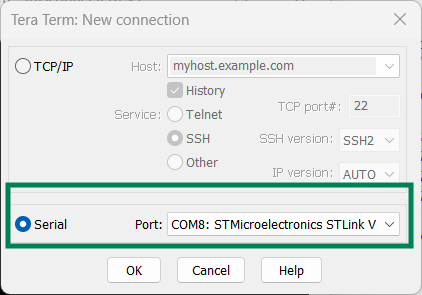 Tera Term: New connection
TCP/IP
Host: myhost.example.com
History
Service: Telnet
TCP port#: 22
SSH
SSH version: SSH2
Other
IP version: AUTO
Serial
Port: COM8: STMicroelectronics STLink V
OK Cancel Help